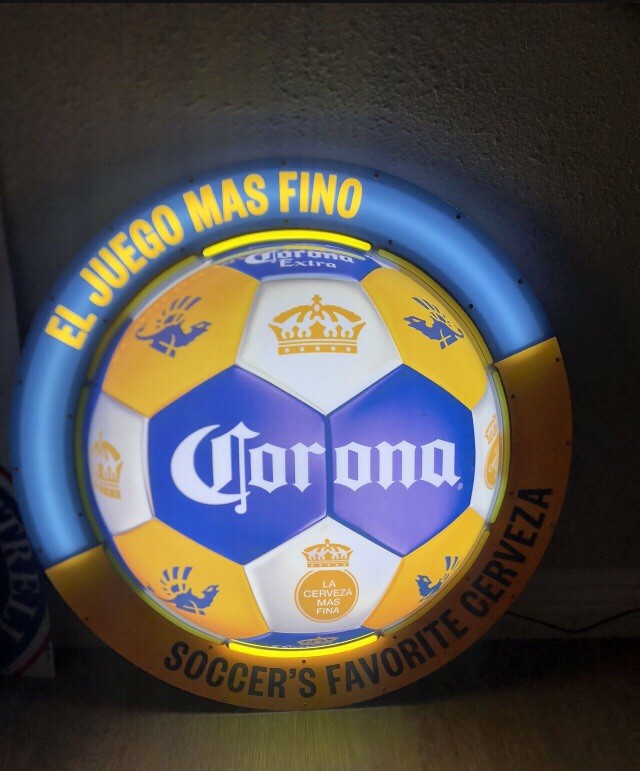 EL JUEGO MAS FINO
Corona
Extra
Corona
LA
CERVEZA
MAS
FINA
SOCCER'S FAVORITE CERVEZA